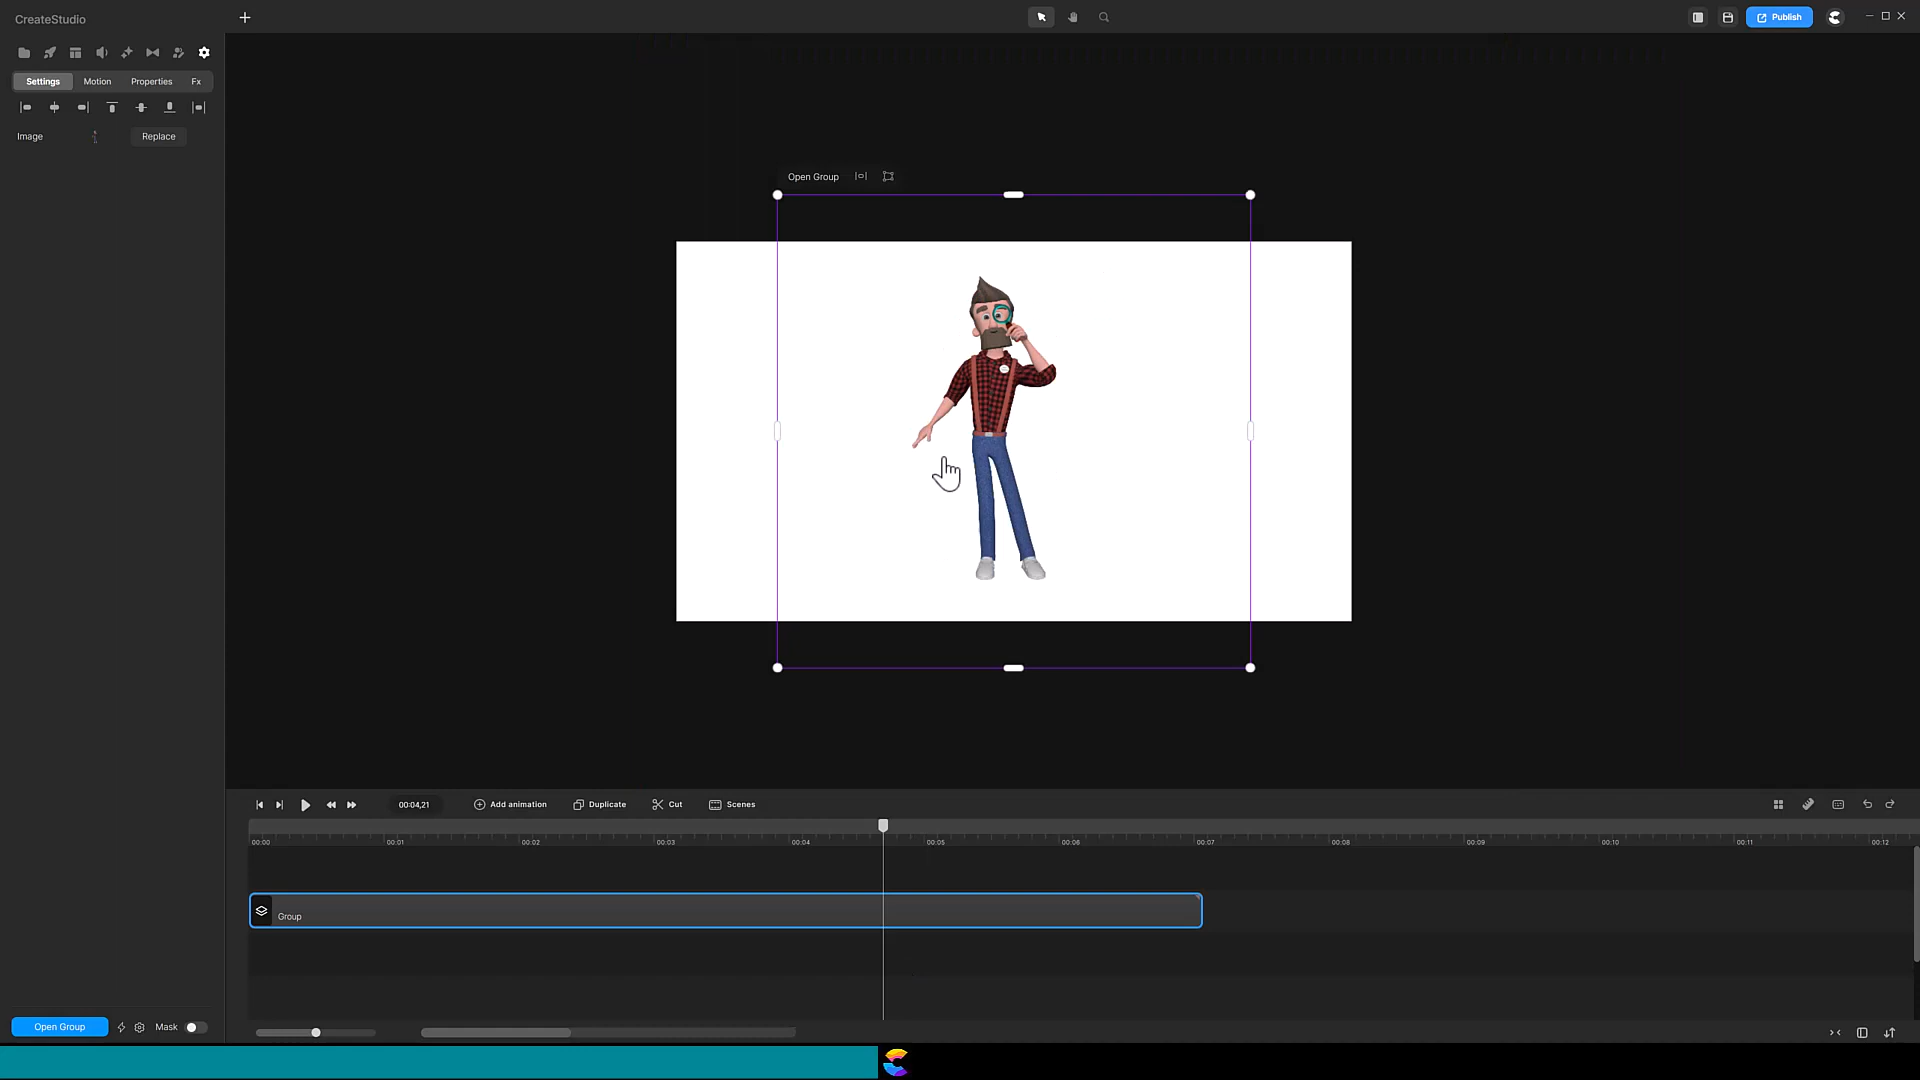 CreateStudio
Publish
Settings Motion Properties Fx
Image Replace
Open Group
00:04,21 Add animation Duplicate Cut Scenes
00:00 00:01 00:02 00:03 00:04 00:05 00:06 00:07 00:08 00:09 00:10 00:11 00:12
Group
Open Group Mask